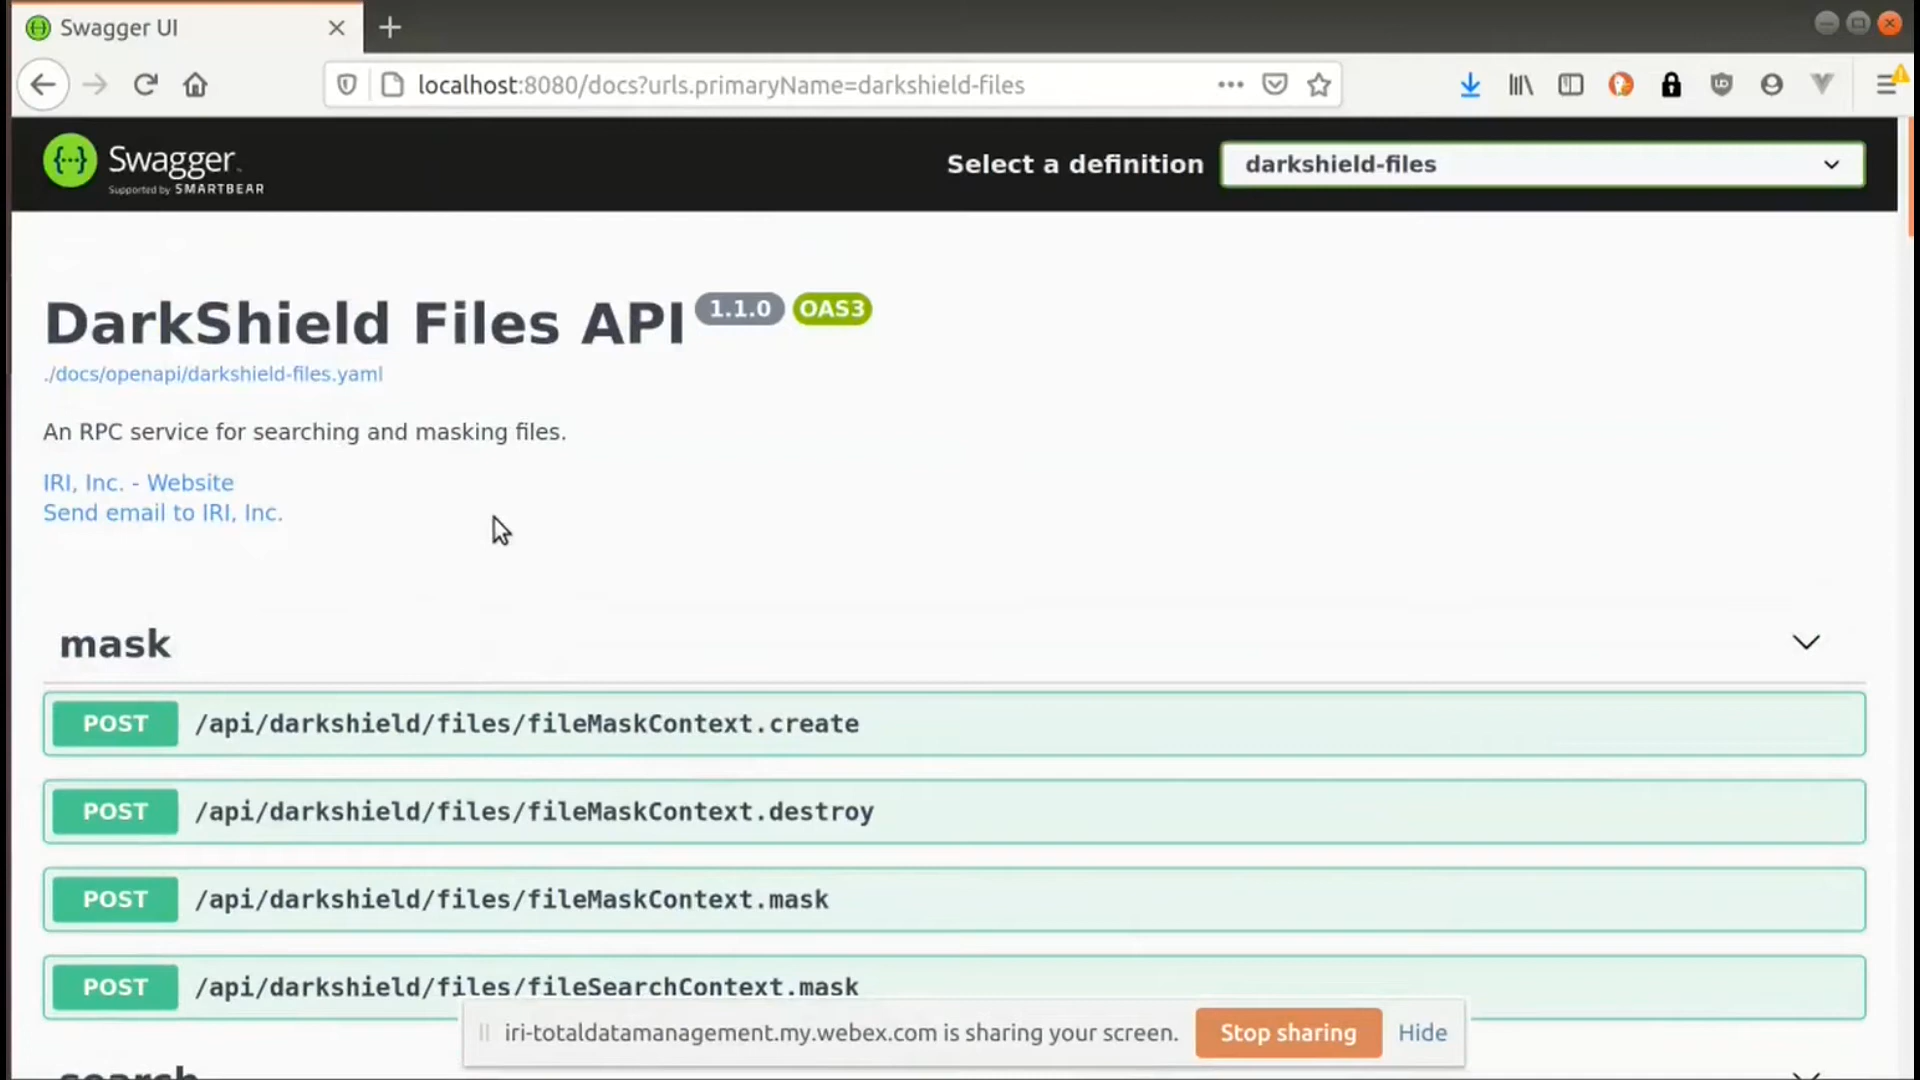 Swagger UI
localhost:8080/docs?urls.primaryName=darkshield-files
Swagger
Supported by SMARTBEAR
Select a definition
darkshield-files
DarkShield Files API 1.1.0 OAS3
./docs/openapi/darkshield-files.yaml
An RPC service for searching and masking files.
IRI, Inc. - Website
Send email to IRI, Inc.
mask
POST /api/darkshield/files/fileMaskContext.create
POST /api/darkshield/files/fileMaskContext.destroy
POST /api/darkshield/files/fileMaskContext.mask
POST /api/darkshield/files/fileSearchContext.mask
iri-totaldatamanagement.my.webex.com is sharing your screen. Stop sharing Hide
search